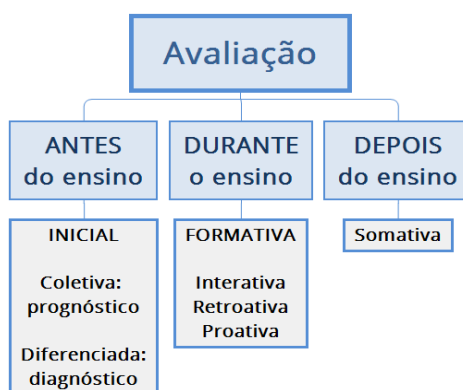 Avaliação
ANTES
do ensino
DURANTE
o ensino
DEPOIS
do ensino
INICIAL
Coletiva:
prognóstico
Diferenciada:
diagnóstico
FORMATIVA
Interativa
Retroativa
Proativa
Somativa